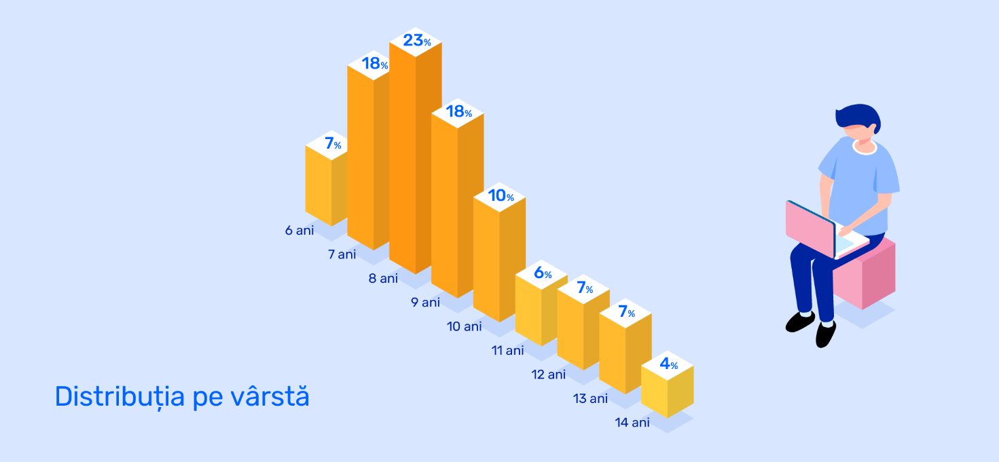 23%
18%
18%
7%
10%
6 ani
7 ani
6%
8 ani
7%
9 ani
7%
10 ani
11 ani
4%
12 ani
Distribuția pe vârstă
13 ani
14 ani